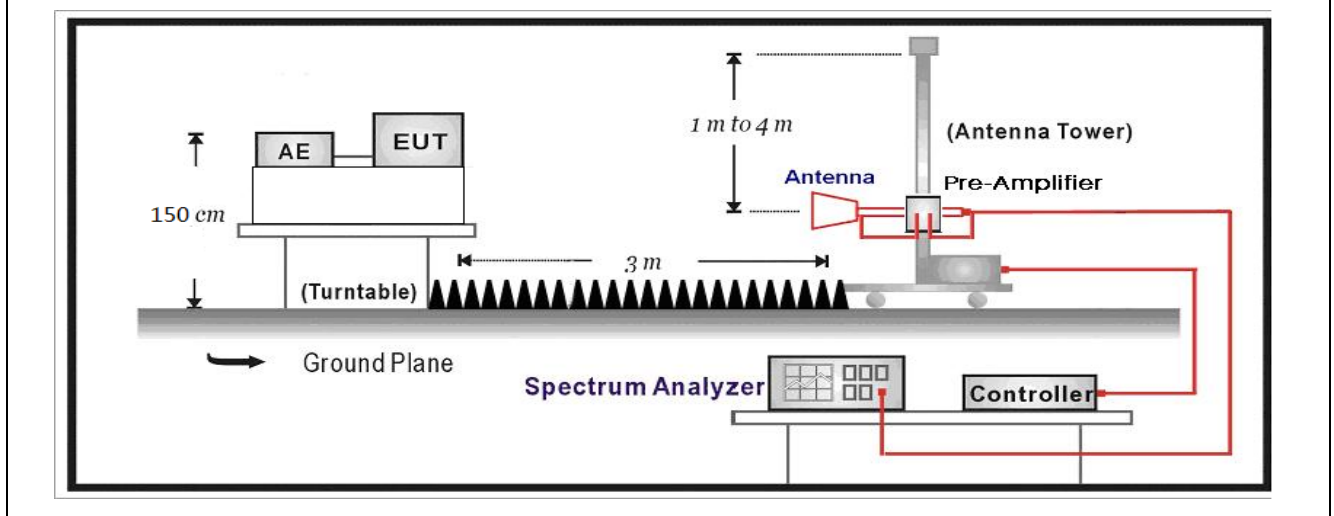 1 m to 4 m
(Antenna Tower)
AE
EUT
Antenna
Pre-Amplifier
150 cm
3 m
(Turntable)
Ground Plane
Spectrum Analyzer
Controller